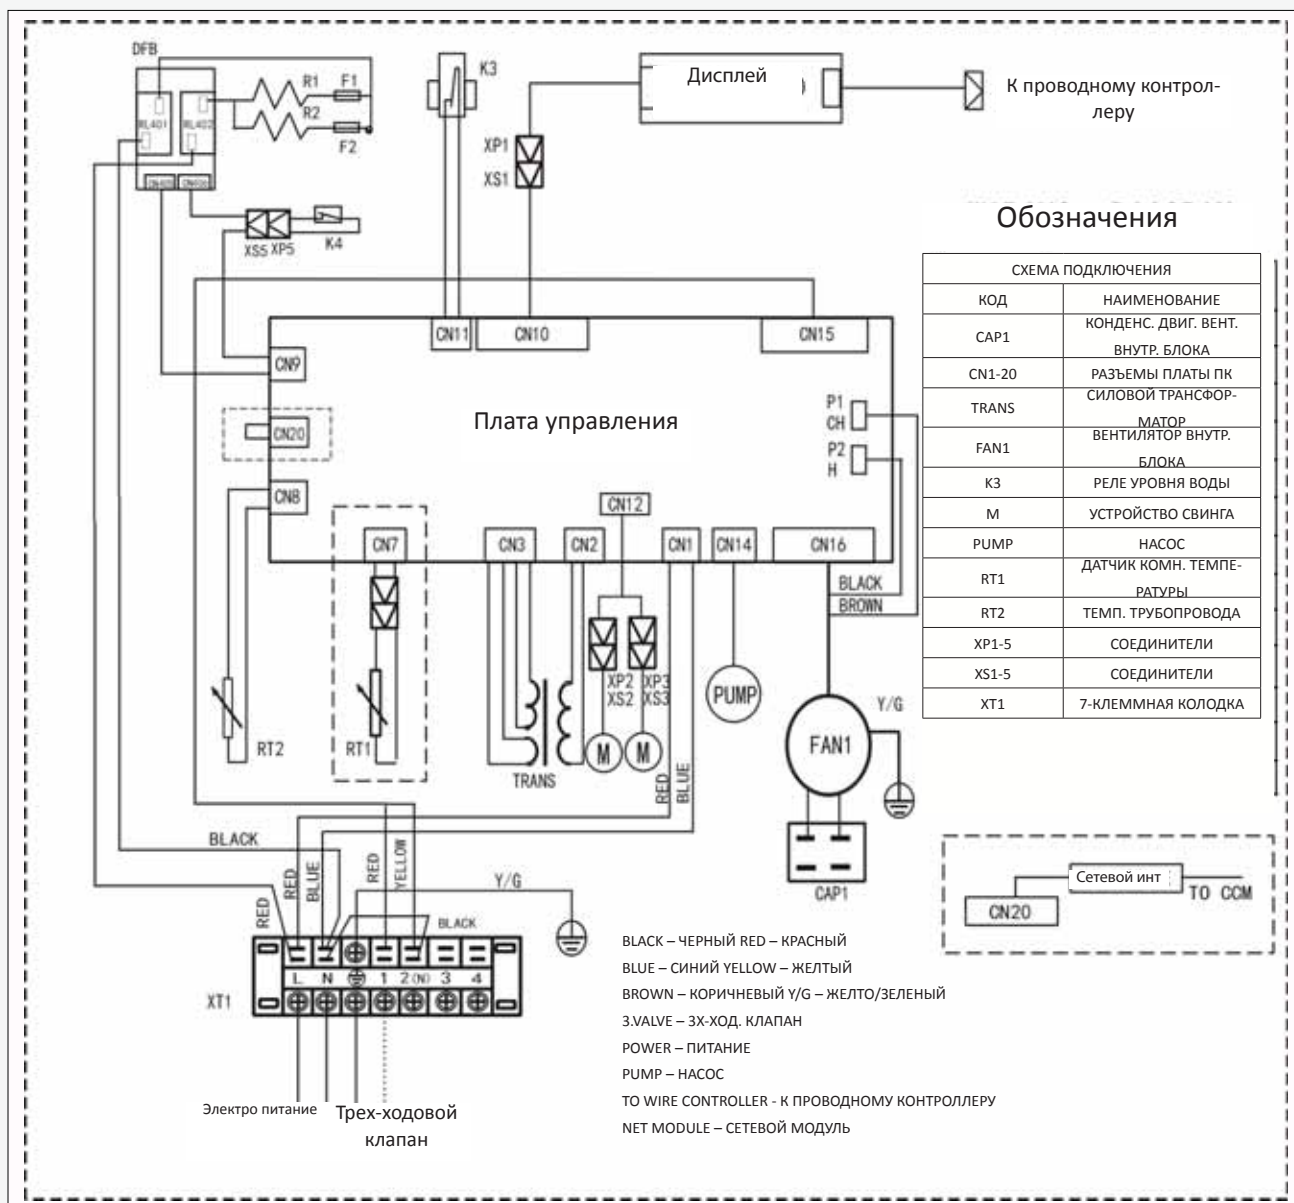 DFB
R1
F1
R2
F2
RL401
RL402
XS5 XP5
K4
K3
XP1
XS1
Дисплей
К проводному контрол-
леру
Обозначения
СХЕМА ПОДКЛЮЧЕНИЯ
КОД НАИМЕНОВАНИЕ
CAP1 КОНДЕНС. ДВИГ. ВЕНТ.
ВНУТР. БЛОКА
CN1-20 РАЗЪЕМЫ ПЛАТЫ ПК
TRANS СИЛОВОЙ ТРАНСФОР-
МАТОР
FAN1 ВЕНТИЛЯТОР ВНУТР.
БЛОКА
K3 РЕЛЕ УРОВНЯ ВОДЫ
M УСТРОЙСТВО СВИНГА
PUMP НАСОС
RT1 ДАТЧИК КОМН. ТЕМПЕ-
РАТУРЫ
RT2 ТЕМП. ТРУБОПРОВОДА
XP1-5 СОЕДИНИТЕЛИ
XS1-5 СОЕДИНИТЕЛИ
XT1 7-КЛЕММНАЯ КОЛОДКА
CN11
CN10
CN15
CN9
CN20
CN8
Плата управления
P1
CH
P2
H
CN12
CN7
CN3
CN2
CN1
CN14
CN16
BLACK
BROWN
XP2
XS2
XP3
XS3
PUMP
RT2
RT1
TRANS
M
M
FAN1
Y/G
RED
BLUE
CAP1
BLACK
RED
RED
BLUE
RED
YELLOW
Y/G
BLACK
L N 1 2(N) 3 4
XT1
Электро питание
Трех-ходовой
клапан
Сетевой инт
TO CCM
CN20
BLACK – ЧЕРНЫЙ RED – КРАСНЫЙ
BLUE – СИНИЙ YELLOW – ЖЕЛТЫЙ
BROWN – КОРИЧНЕВЫЙ Y/G – ЖЕЛТО/ЗЕЛЕНЫЙ
3.VALVE – 3Х-ХОД. КЛАПАН
POWER – ПИТАНИЕ
PUMP – НАСОС
TO WIRE CONTROLLER - К ПРОВОДНОМУ КОНТРОЛЛЕРУ
NET MODULE – СЕТЕВОЙ МОДУЛЬ